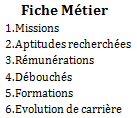 Fiche Métier
1.Missions
2.Aptitudes recherchées
3.Rémunérations
4.Débouchés
5.Formations
6.Evolution de carrière